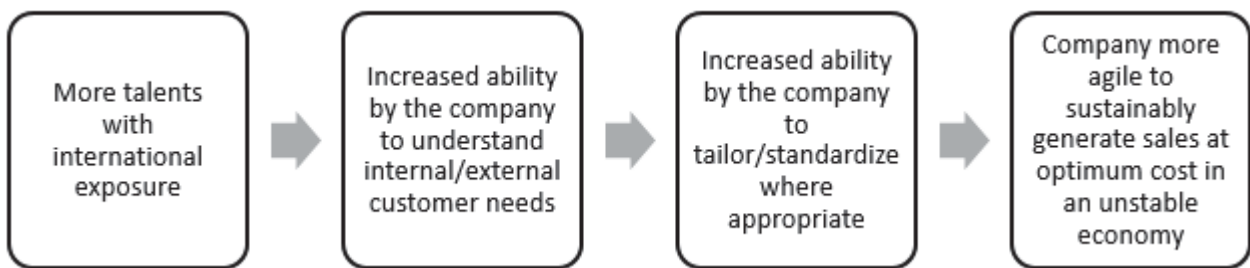 More talents
with
international
exposure
Increased ability
by the company
to understand
internal/external
customer needs
Increased ability
by the company
to
tailor/standardize
where
appropriate
Company more
agile to
sustainably
generate sales at
optimum cost in
an unstable
economy